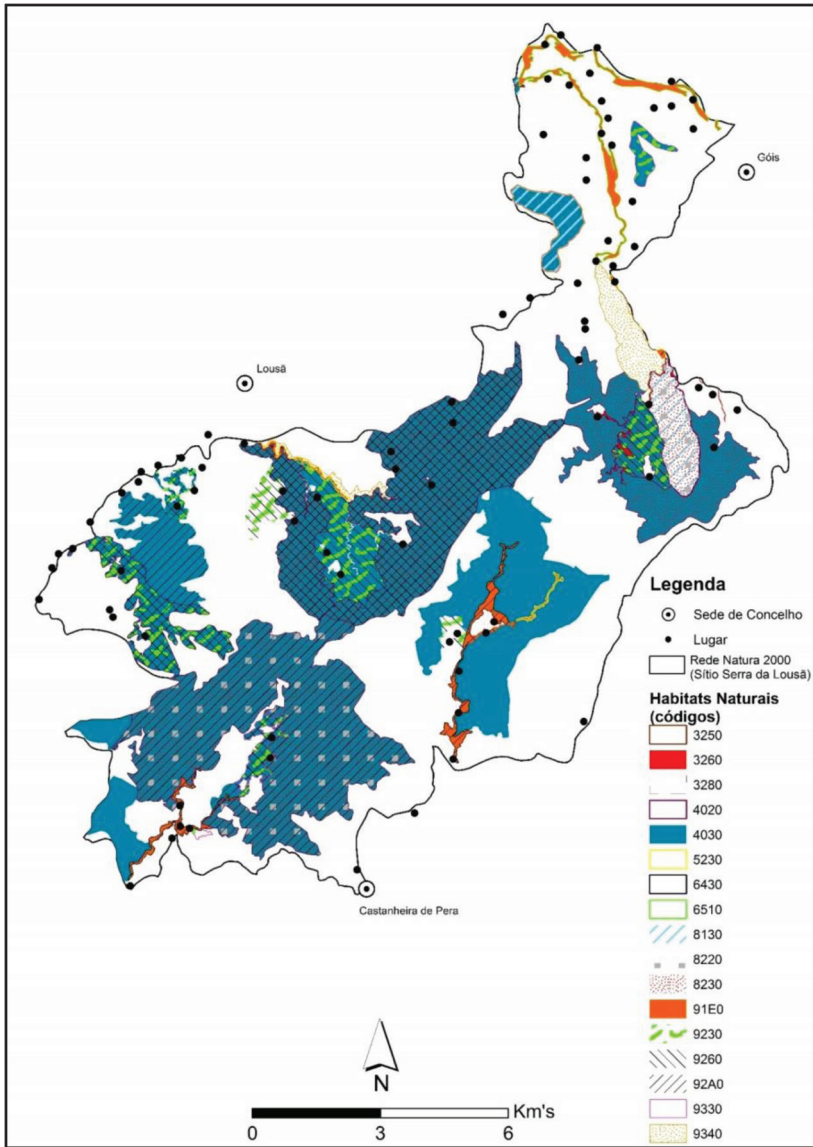 Góis
Lousã
Castanheira de Pera
Legenda
Sede de Concelho
Lugar
Rede Natura 2000
(Sítio Serra da Lousã)
Habitats Naturais
(códigos)
3250
3260
3280
4020
4030
5230
6430
6510
8130
8220
8230
91E0
9230
9260
92A0
9330
9340
N
Km's
0 3 6